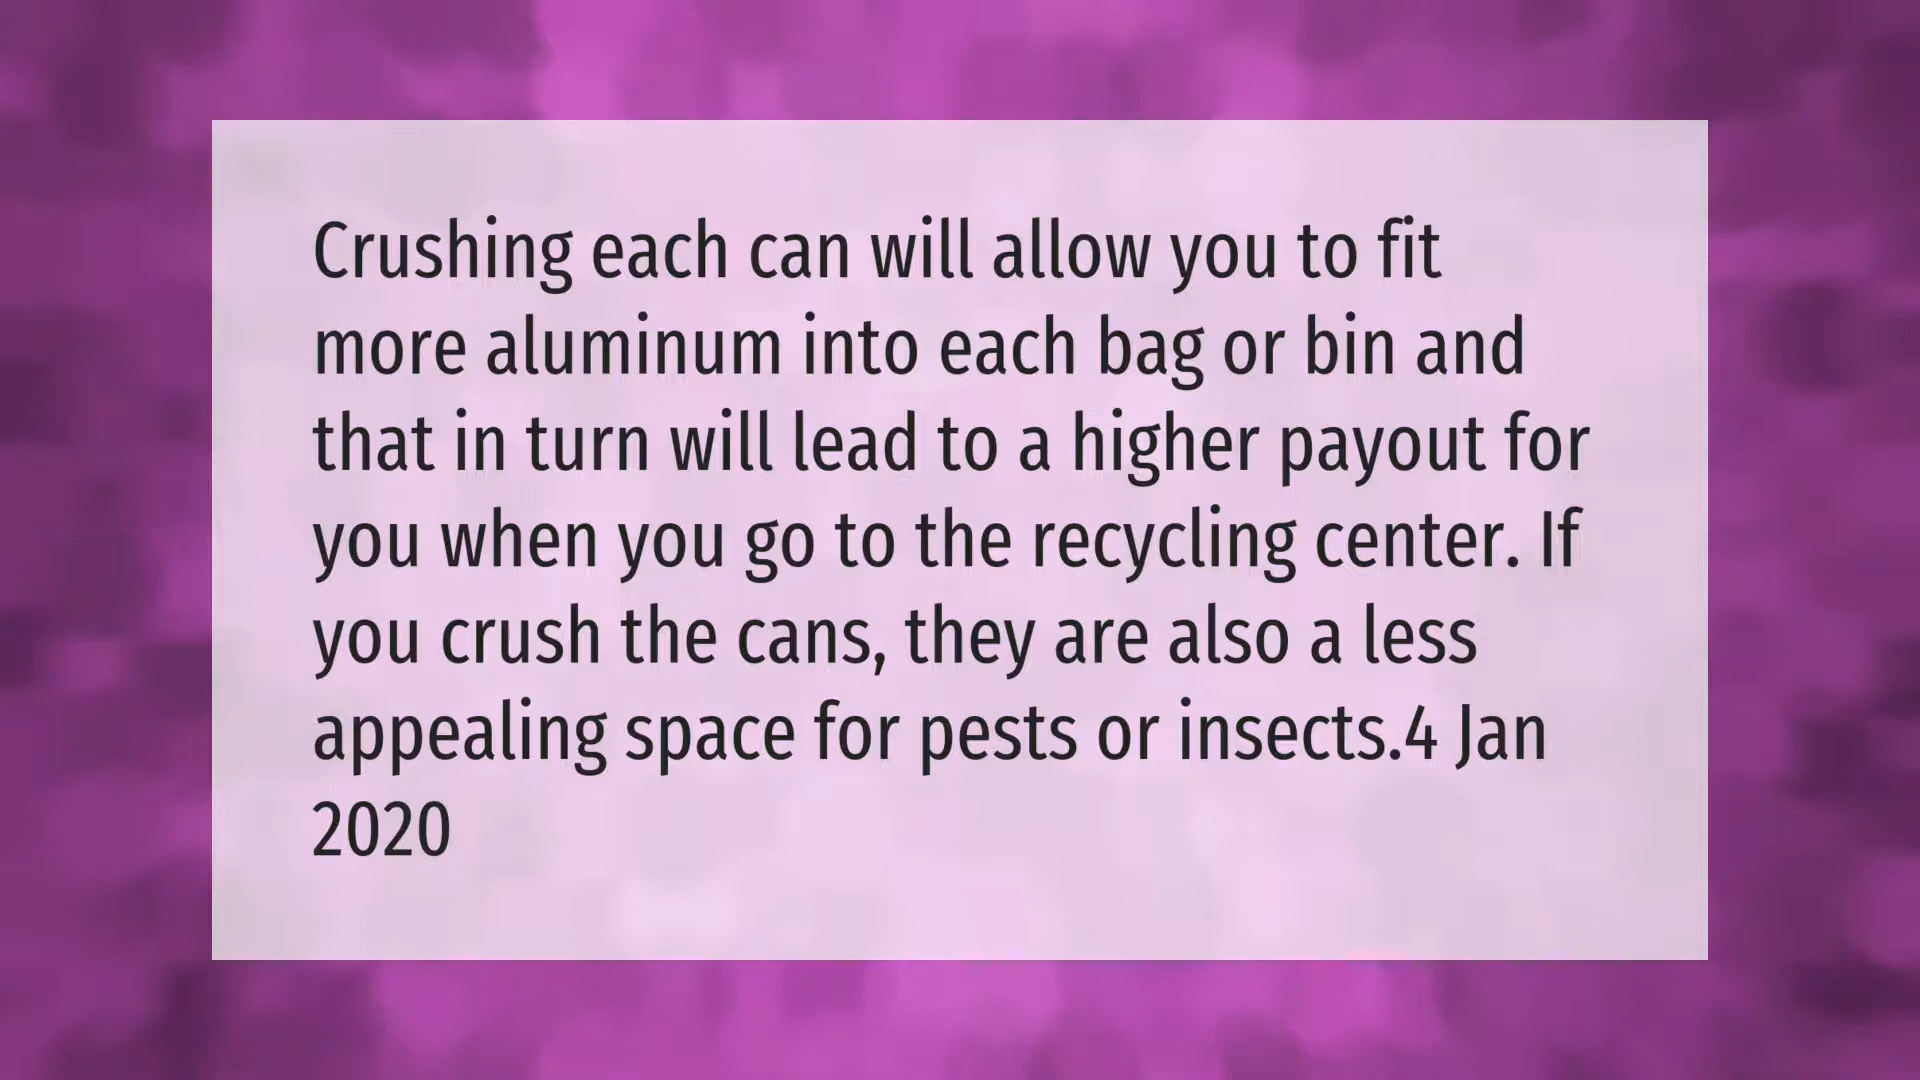 Crushing each can will allow you to fit
more aluminum into each bag or bin and
that in turn will lead to a higher payout for
you when you go to the recycling center. If
you crush the cans, they are also a less
appealing space for pests or insects.4 Jan
2020